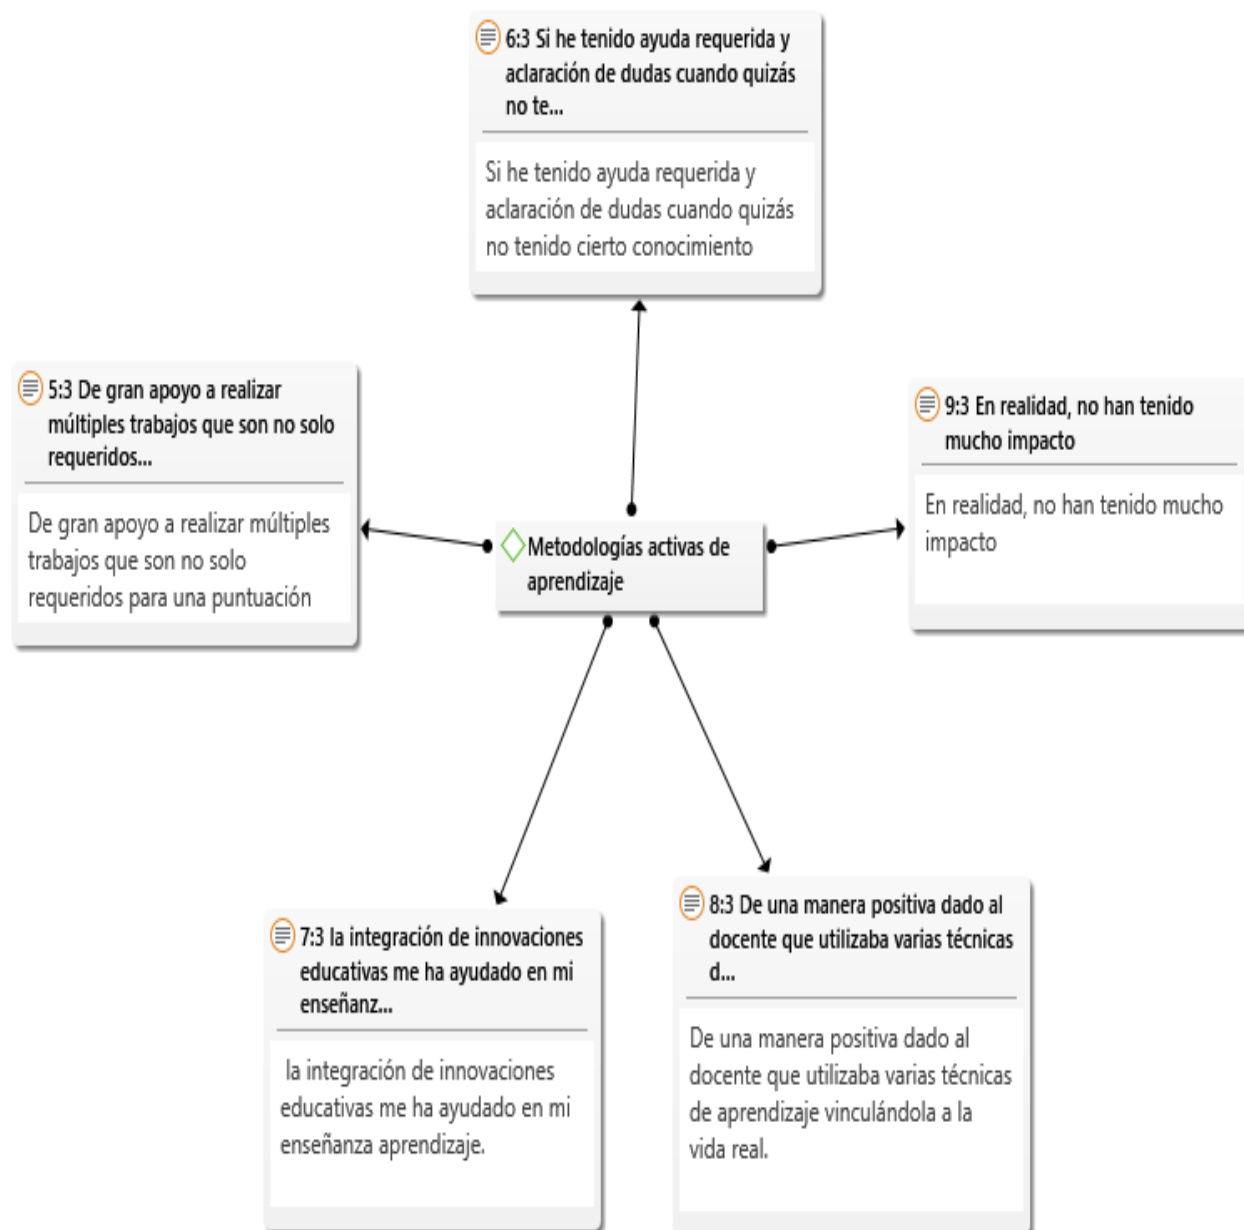 6:3 Si he tenido ayuda requerida y
aclaración de dudas cuando quizás
no te...
Si he tenido ayuda requerida y
aclaración de dudas cuando quizás
no tenido cierto conocimiento
5:3 De gran apoyo a realizar
múltiples trabajos que son no solo
requeridos...
De gran apoyo a realizar múltiples
trabajos que son no solo
requeridos para una puntuación
9:3 En realidad, no han tenido
mucho impacto
En realidad, no han tenido mucho
impacto
Metodologías activas de
aprendizaje
7:3 la integración de innovaciones
educativas me ha ayudado en mi
enseñanz...
la integración de innovaciones
educativas me ha ayudado en mi
enseñanza aprendizaje.
8:3 De una manera positiva dado al
docente que utilizaba varias técnicas
d...
De una manera positiva dado al
docente que utilizaba varias técnicas
de aprendizaje vinculándola a la
vida real.